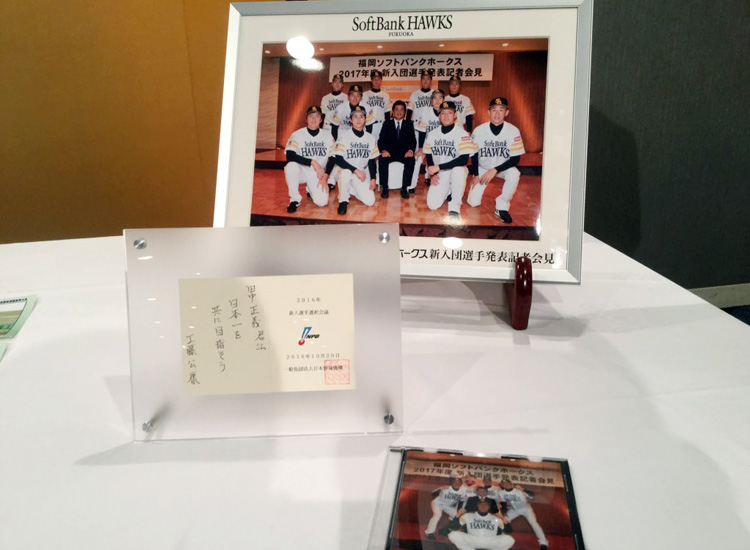 SoftBank HAWKS
FUKUOKA
福岡ソフトバンクホークス
2017年度 新入団選手発表記者会見
SoftBank
SoftBank
HAWKS
SoftBank
HAWKS
SoftBank
HAWKS
SoftBank
HAWKS
ホークス新入団選手発表記者会見
2016年
新人選手選択会議
NPB
2016年10月20日
一般社団法人日本野球機構
田中正義君へ
日本一を
共に目指そう
工藤公康
福岡ソフトバンクホークス
2017年度 新入団選手発表記者会見
SoftBank
HAWKS